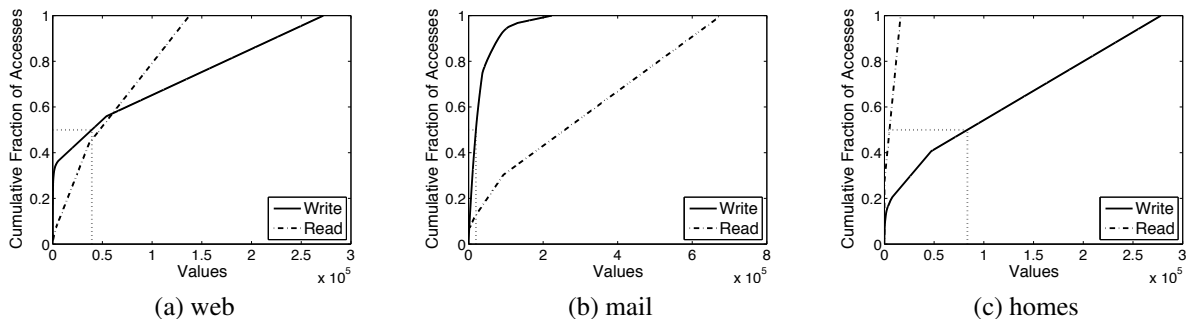 Cumulative Fraction of Accesses
1
0.8
0.6
0.4
0.2
0
0 0.5 1 1.5 2 2.5 3
Values
x 10^5
Write
Read
(a) web
Cumulative Fraction of Accesses
1
0.8
0.6
0.4
0.2
0
0 2 4 6 8
Values
x 10^5
Write
Read
(b) mail
Cumulative Fraction of Accesses
1
0.8
0.6
0.4
0.2
0
0 0.5 1 1.5 2 2.5 3
Values
x 10^5
Write
Read
(c) homes